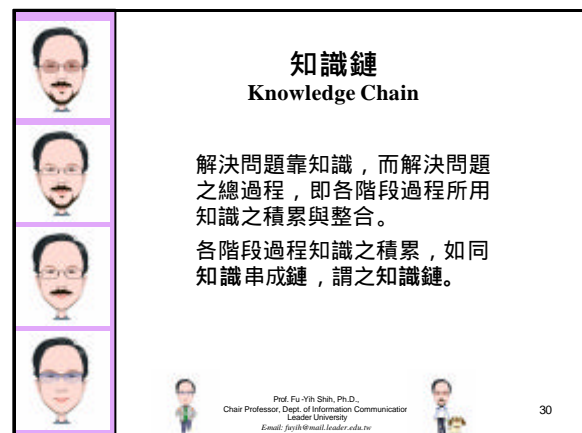 知識鏈
Knowledge Chain
解決問題靠知識，而解決問題
之總過程，即各階段過程所用
知識之積累與整合。
各階段過程知識之積累，如同
知識串成鏈，謂之知識鏈。
Prof. Fu-Yih Shih, Ph.D.,
Chair Professor, Dept. of Information Communication
Leader University
Email: fuyih@mail.leader.edu.tw
30